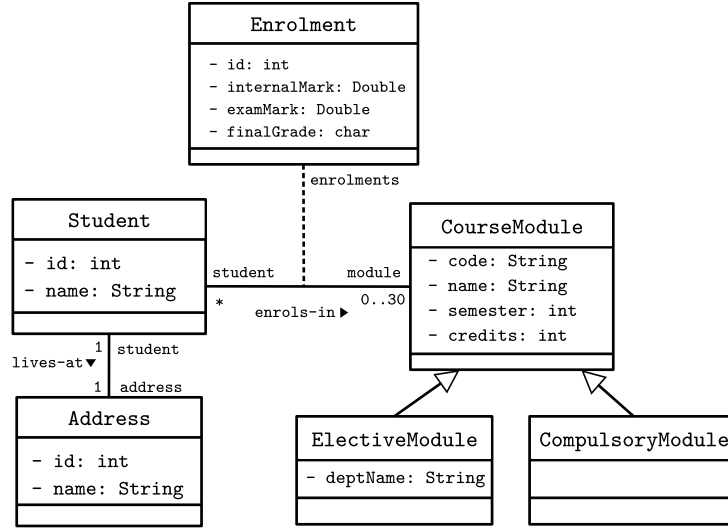 Enrolment
- id: int
- internalMark: Double
- examMark: Double
- finalGrade: char
enrolments
Student
- id: int
- name: String
student
module
*
0..30
enrols-in ▶
CourseModule
- code: String
- name: String
- semester: int
- credits: int
1 student
lives-at ▼
1 address
Address
- id: int
- name: String
ElectiveModule
- deptName: String
CompulsoryModule